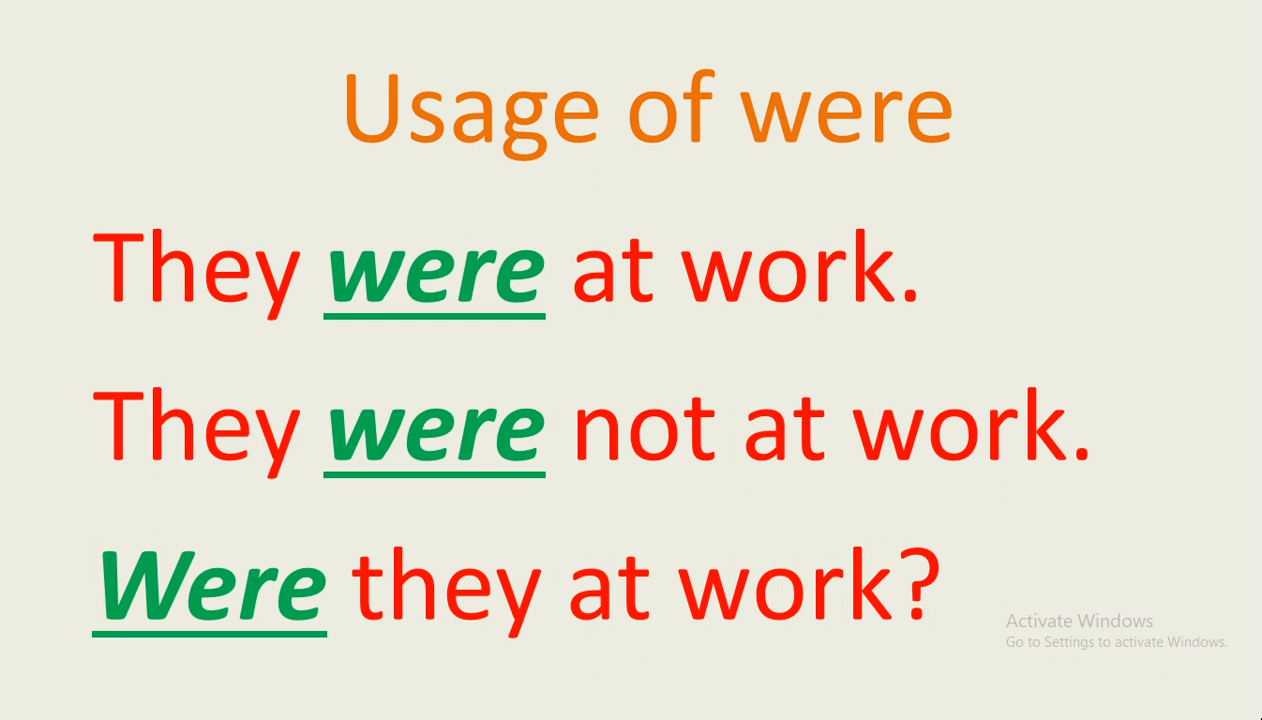 Usage of were
They were at work.
They were not at work.
Were they at work?
Activate Windows
Go to Settings to activate Windows.